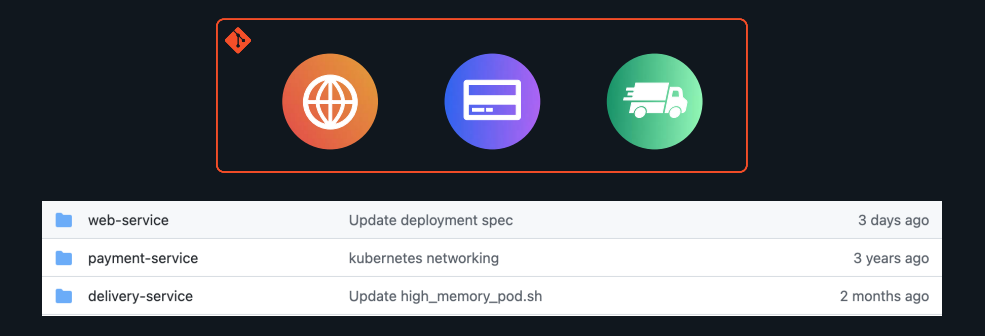 web-service Update deployment spec 3 days ago
payment-service kubernetes networking 3 years ago
delivery-service Update high_memory_pod.sh 2 months ago